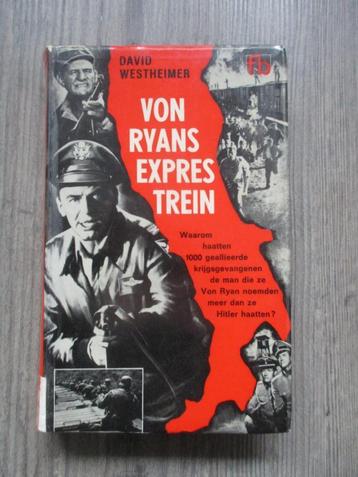 DAVID
WESTHEIMER
fb
VON
RYANS
EXPRES
TREIN
Waarom
haatten
1000 geallieerde
krijgsgevangenen
de man die ze
Von Ryan noemden
meer dan ze
Hitler haatten?